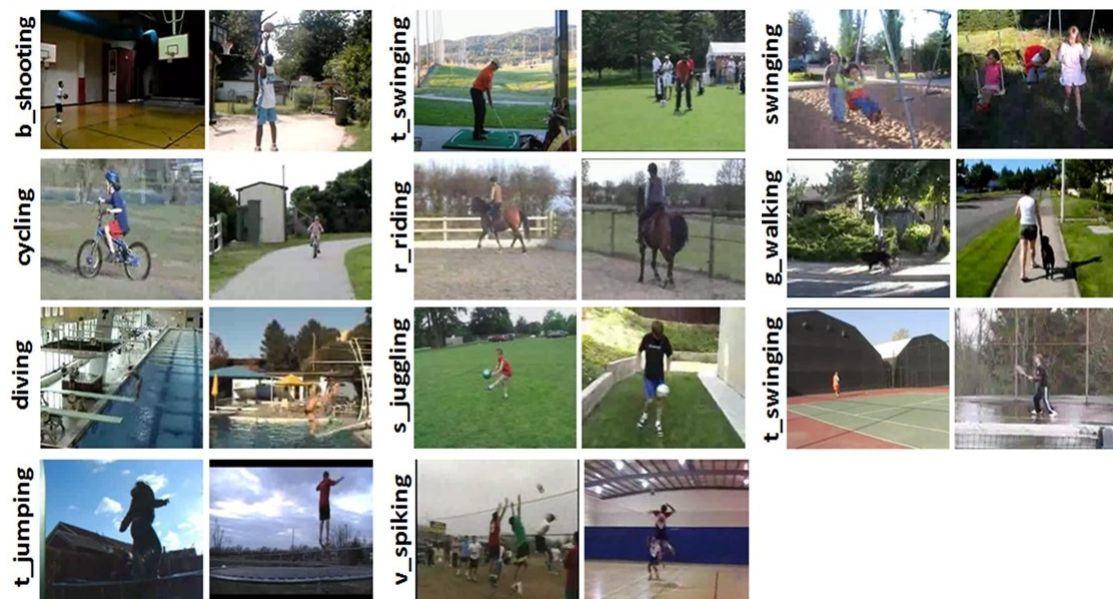 b_shooting
t_swinging
swinging
cycling
r_riding
g_walking
diving
s_juggling
t_swinging
t_jumping
v_spiking